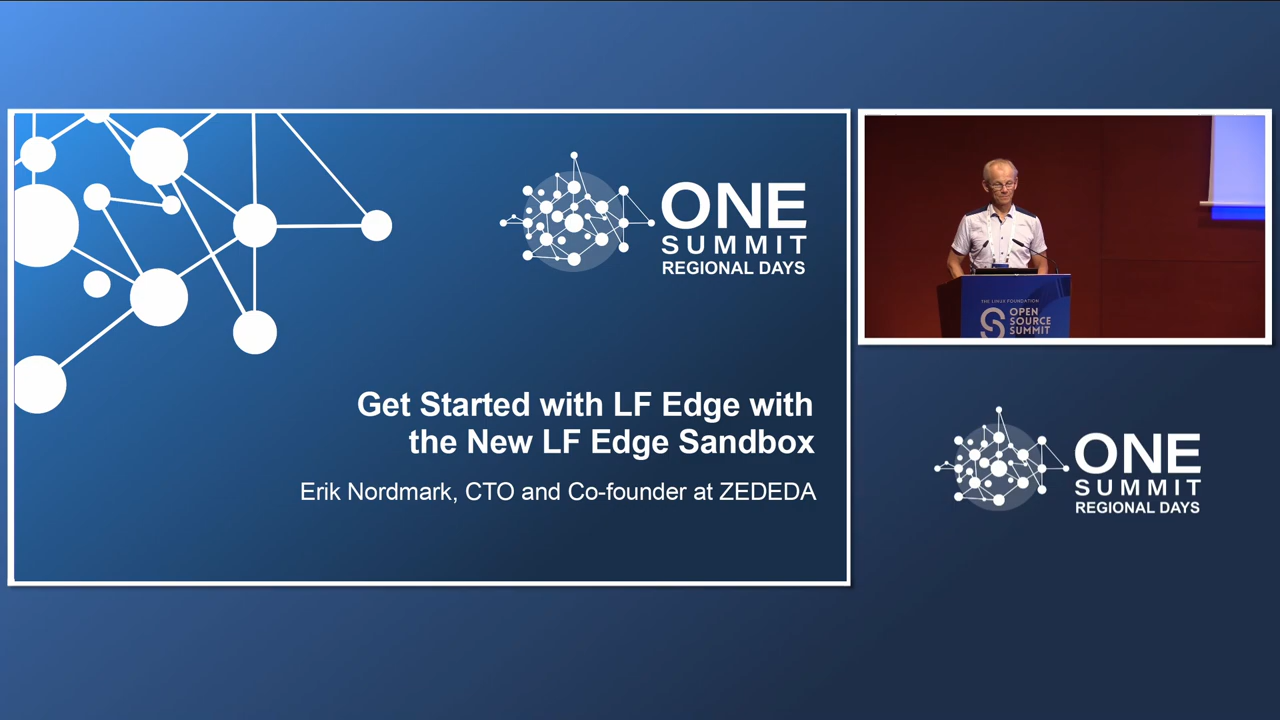 ONE
SUMMIT
REGIONAL DAYS
Get Started with LF Edge with
the New LF Edge Sandbox
Erik Nordmark, CTO and Co-founder at ZEDEDA
THE LINUX FOUNDATION
OPEN
SOURCE
SUMMIT
ONE
SUMMIT
REGIONAL DAYS